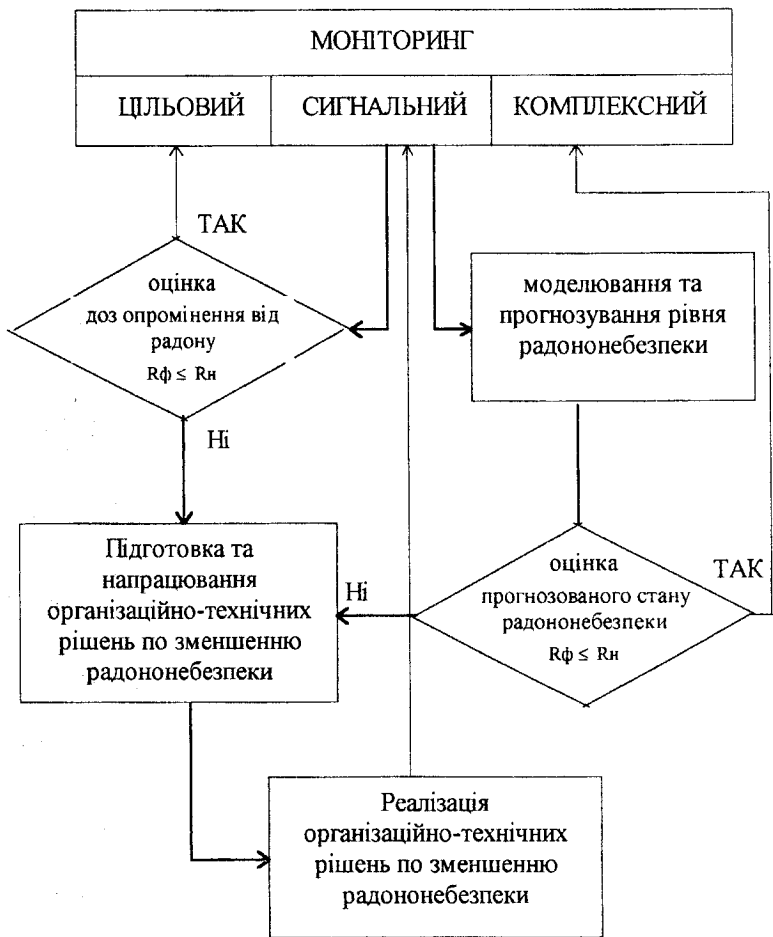 МОНІТОРИНГ
ЦІЛЬОВИЙ
СИГНАЛЬНИЙ
КОМПЛЕКСНИЙ
ТАК
оцінка
доз опромінення від
радону
Rф ≤ Rн
Ні
моделювання та
прогнозування рівня
радононебезпеки
Підготовка та
напрацювання
організаційно-технічних
рішень по зменшенню
радононебезпеки
Ні
оцінка
прогнозованого стану
радононебезпеки
Rф ≤ Rн
ТАК
Реалізація
організаційно-технічних
рішень по зменшенню
радононебезпеки